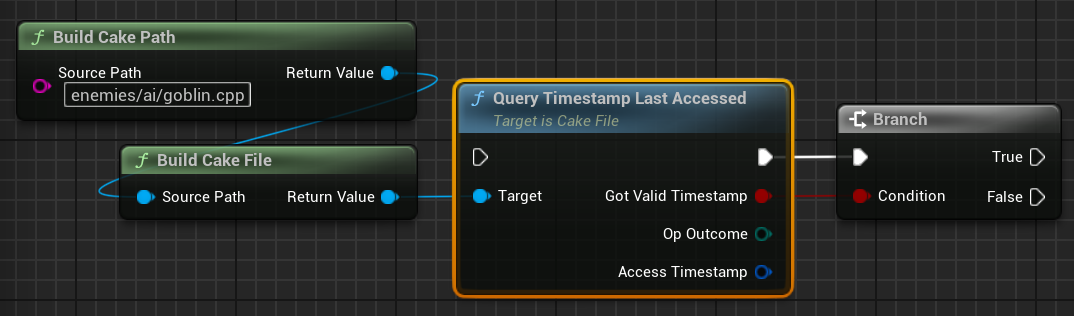 Build Cake Path
Source Path
Return Value
enemies/ai/goblin.cpp
Build Cake File
Source Path
Return Value
Query Timestamp Last Accessed
Target is Cake File
Target
Got Valid Timestamp
Op Outcome
Access Timestamp
Branch
True
Condition
False